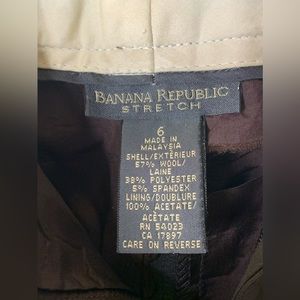 BANANA REPUBLIC
STRETCH
6
MADE IN
MALAYSIA
SHELL/EXTÉRIEUR
57% WOOL/
LAINE
38% POLYESTER
5% SPANDEX
LINING/DOUBLURE
100% ACETATE/
ACÉTATE
RN 54023
CA 17897
CARE ON REVERSE